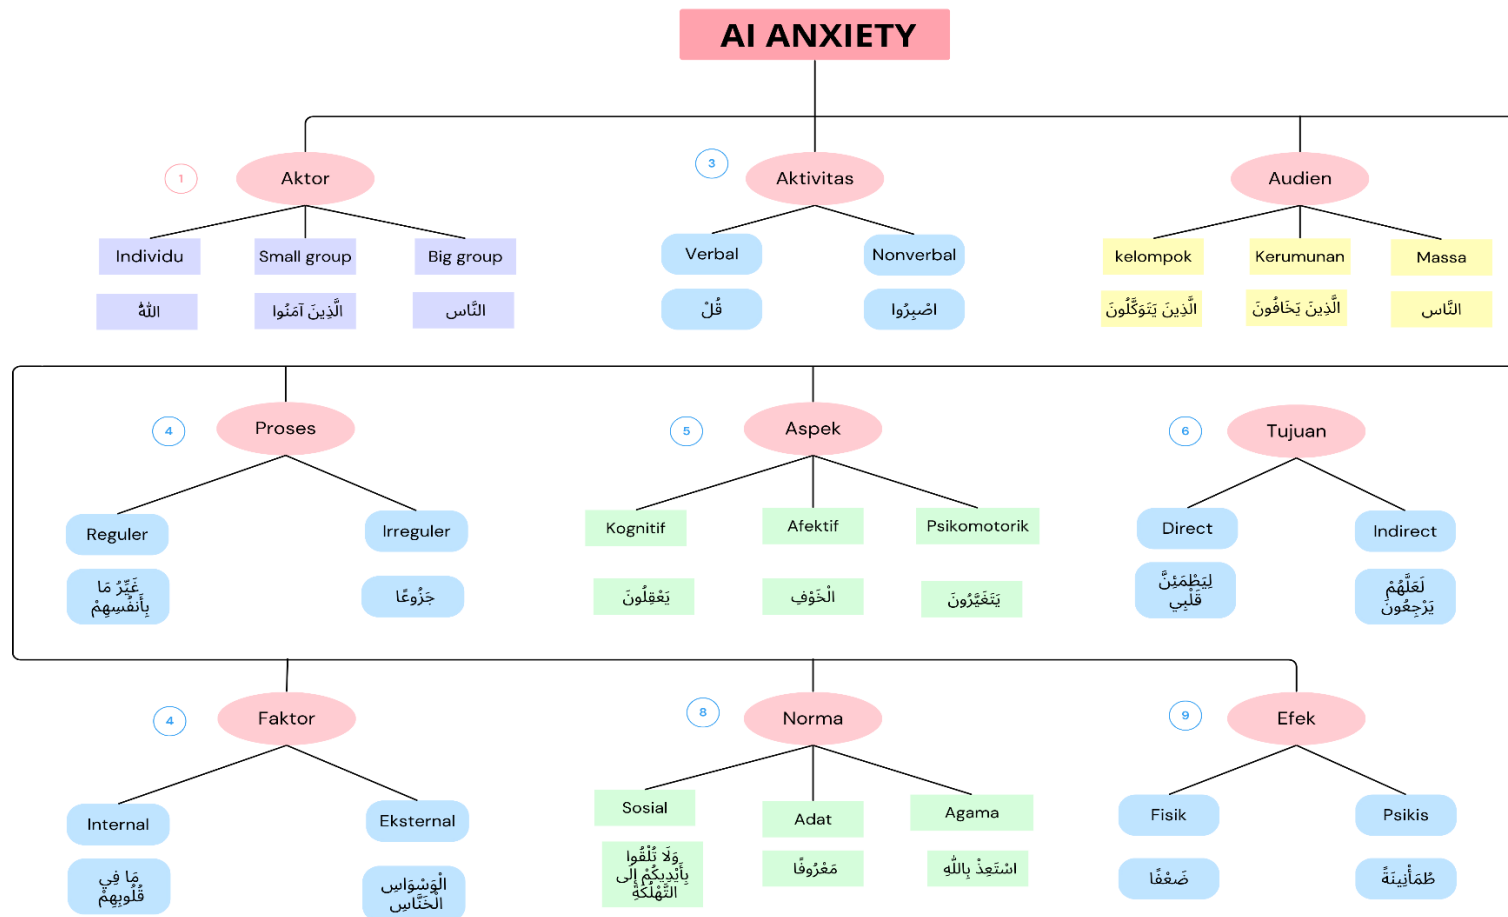 AI ANXIETY
1
Aktor
3
Aktivitas
Audien
Individu
Small group
Big group
Verbal
Nonverbal
kelompok
Kerumunan
Massa
اللّٰهُ
الَّذِينَ آمَنُوا
النَّاس
قُلْ
اصْبِرُوا
الَّذِينَ يَتَوَكَّلُونَ
الَّذِينَ يَخَافُونَ
النَّاس
4
Proses
5
Aspek
6
Tujuan
Reguler
Irreguler
Kognitif
Afektif
Psikomotorik
Direct
Indirect
غَيِّرُ مَا
بِأَنفُسِهِمْ
جَزُوعًا
يَعْقِلُونَ
الْخَوْفِ
يَتَغَيَّرُونَ
لِيَطْمَئِنَّ
قَلْبِي
لَعَلَّهُمْ
يَرْجِعُونَ
4
Faktor
8
Norma
9
Efek
Internal
Eksternal
Sosial
Adat
Agama
Fisik
Psikis
مَا فِي
قُلُوبِهِمْ
الْوَسْوَاسِ
الْخَنَّاسِ
وَلَا تُلْقُوا
بِأَيْدِيكُمْ إِلَى
التَّهْلُكَةِ
مَعْرُوفًا
اسْتَعِذْ بِاللّٰهِ
ضَعْفًا
طُمَأْنِينَةً